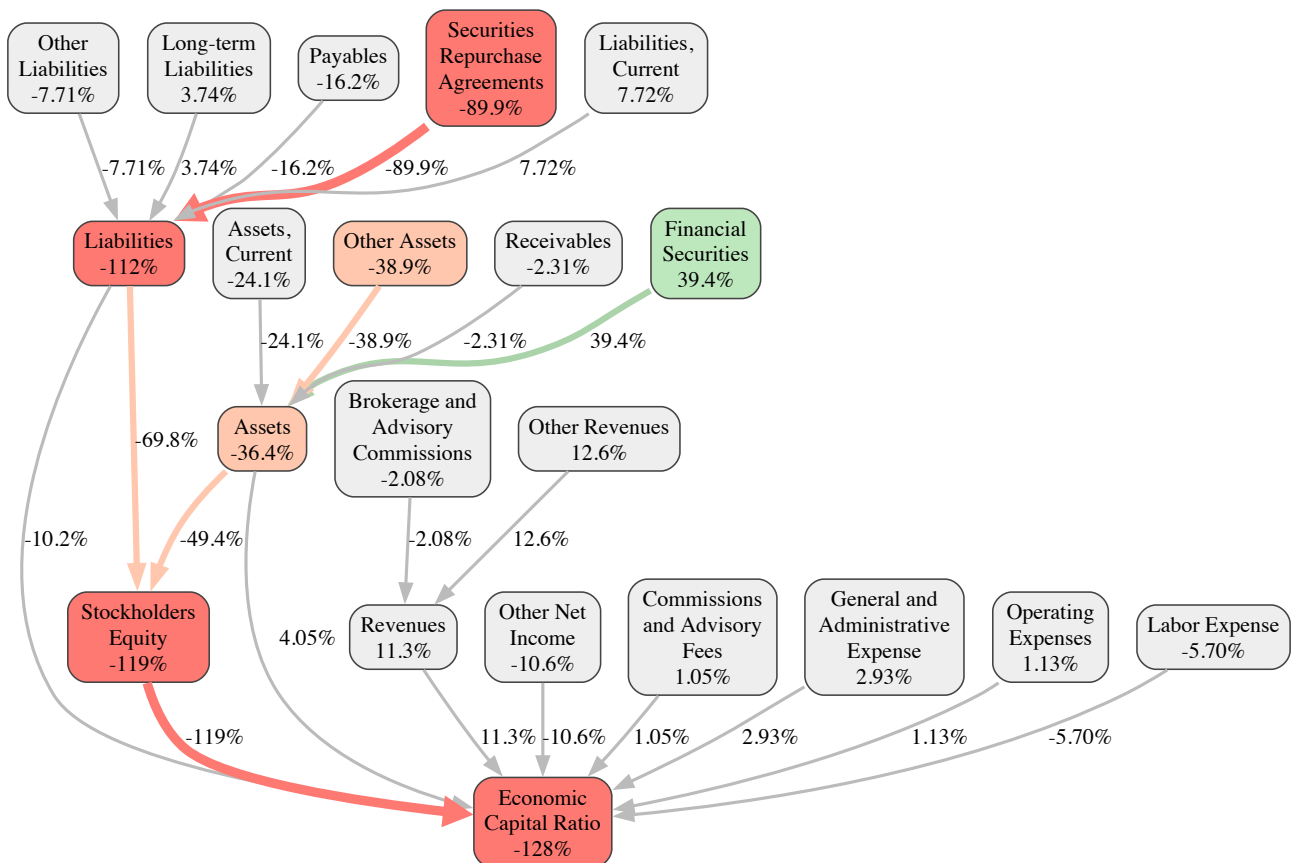 Other
Liabilities
-7.71%
Long-term
Liabilities
3.74%
Payables
-16.2%
Securities
Repurchase
Agreements
-89.9%
Liabilities,
Current
7.72%
-7.71%
3.74%
-16.2%
-89.9%
7.72%
Liabilities
-112%
Assets,
Current
-24.1%
Other Assets
-38.9%
Receivables
-2.31%
Financial
Securities
39.4%
-24.1%
-38.9%
-2.31%
39.4%
Assets
-36.4%
Brokerage and
Advisory
Commissions
-2.08%
Other Revenues
12.6%
-69.8%
-10.2%
-49.4%
-2.08%
12.6%
Stockholders
Equity
-119%
4.05%
Revenues
11.3%
Other Net
Income
-10.6%
Commissions
and Advisory
Fees
1.05%
General and
Administrative
Expense
2.93%
Operating
Expenses
1.13%
Labor Expense
-5.70%
-119%
11.3%
-10.6%
1.05%
2.93%
1.13%
-5.70%
Economic
Capital Ratio
-128%